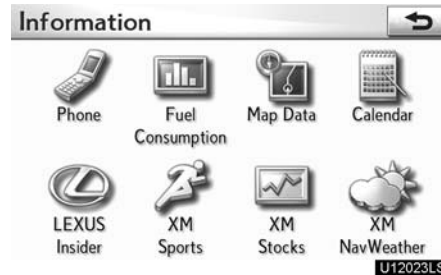 Information
Phone
Fuel
Consumption
Map Data
Calendar
LEXUS
Insider
XM
Sports
XM
Stocks
XM
NavWeather
U12023LS